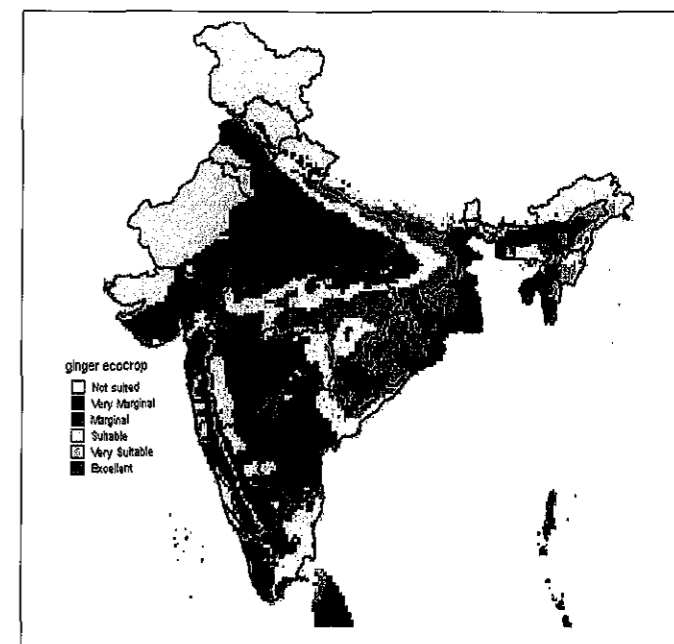 ginger ecocrop
Not suited
Very Marginal
Marginal
Suitable
Very Suitable
Excellent